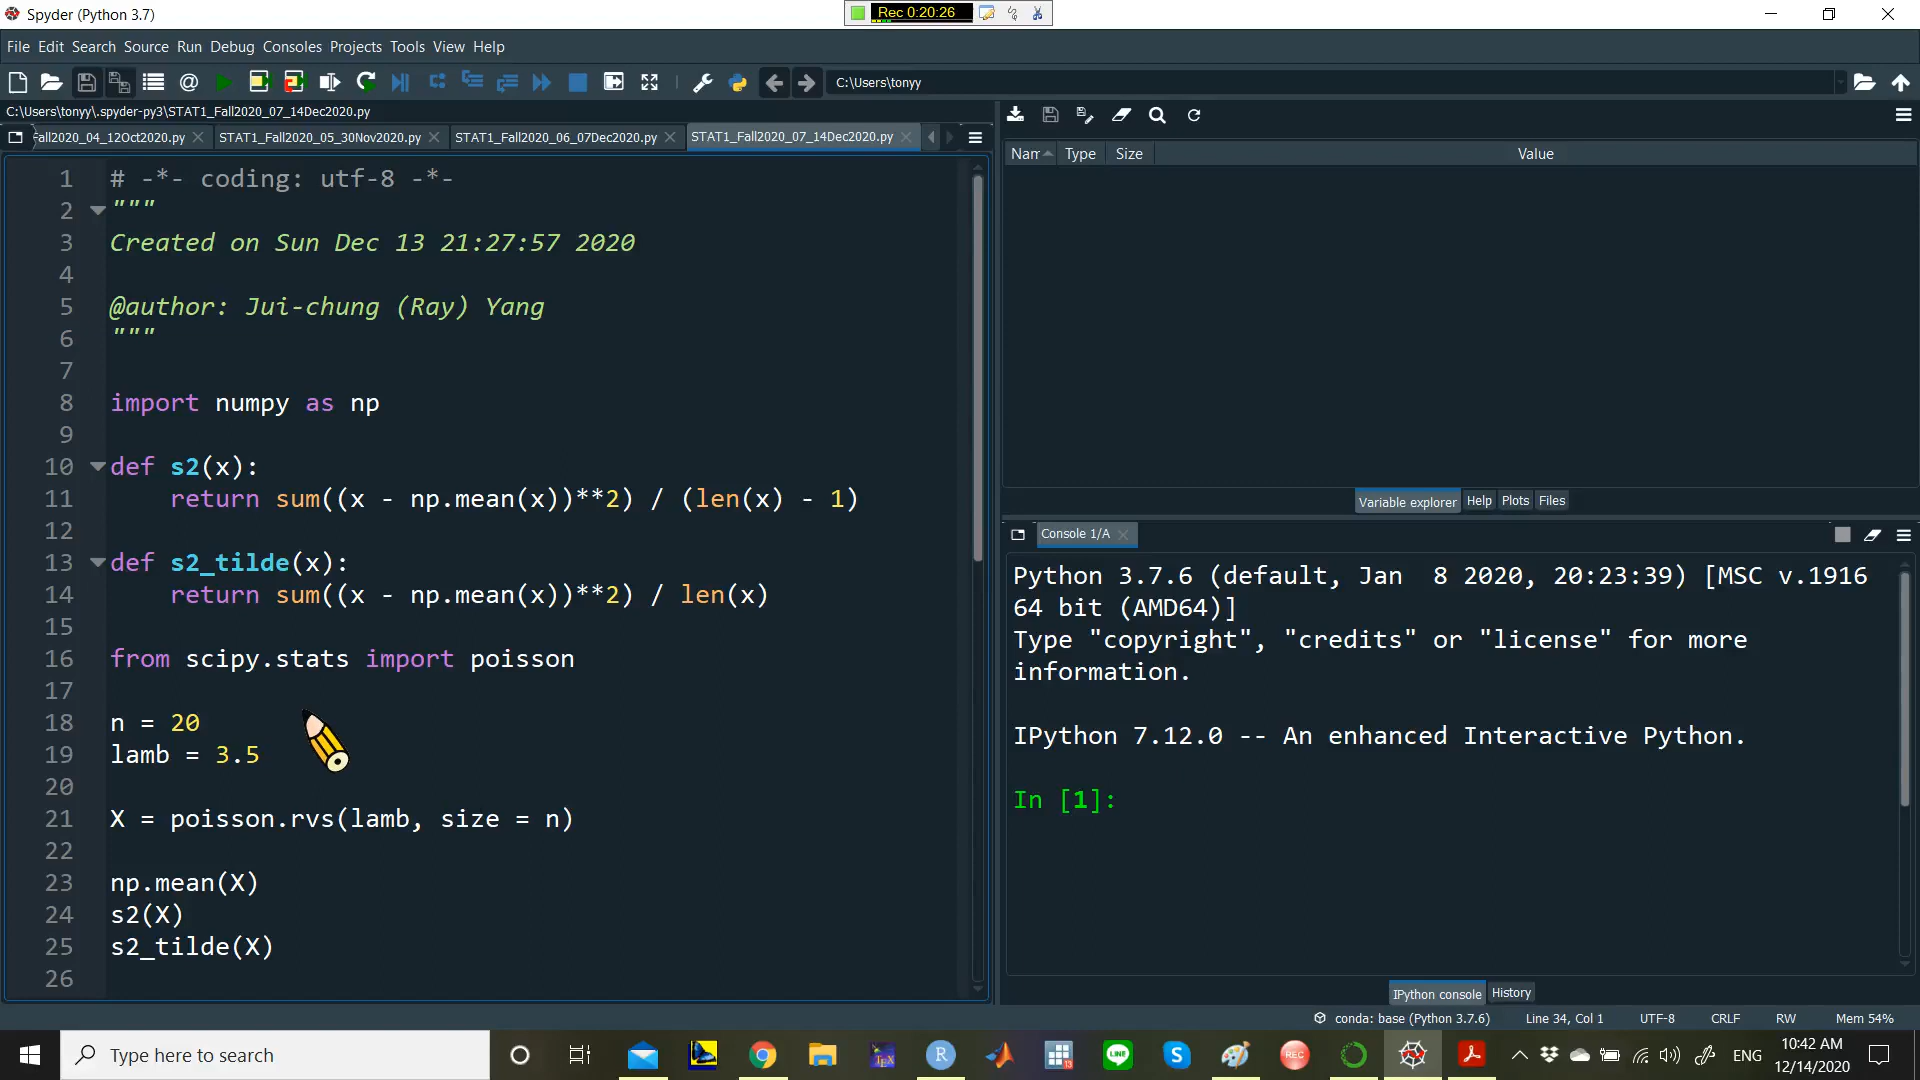 Spyder (Python 3.7)
Rec 0:20:26
File Edit Search Source Run Debug Consoles Projects Tools View Help
C:\Users\tonyy
C:\Users\tonyy\.spyder-py3\STAT1_Fall2020_07_14Dec2020.py
Fall2020_04_12Oct2020.py STAT1_Fall2020_05_30Nov2020.py STAT1_Fall2020_06_07Dec2020.py STAT1_Fall2020_07_14Dec2020.py
1 # -*- coding: utf-8 -*-
2 """
3 Created on Sun Dec 13 21:27:57 2020
4
5 @author: Jui-chung (Ray) Yang
6 """
7
8 import numpy as np
9
10 def s2(x):
11 return sum((x - np.mean(x))**2) / (len(x) - 1)
12
13 def s2_tilde(x):
14 return sum((x - np.mean(x))**2) / len(x)
15
16 from scipy.stats import poisson
17
18 n = 20
19 lamb = 3.5
20
21 X = poisson.rvs(lamb, size = n)
22
23 np.mean(X)
24 s2(X)
25 s2_tilde(X)
26
Nam Type Size Value
Variable explorer Help Plots Files
Console 1/A
Python 3.7.6 (default, Jan  8 2020, 20:23:39) [MSC v.1916
64 bit (AMD64)]
Type "copyright", "credits" or "license" for more
information.
IPython 7.12.0 -- An enhanced Interactive Python.
In [1]:
IPython console History
conda: base (Python 3.7.6) Line 34, Col 1 UTF-8 CRLF RW Mem 54%
Type here to search
TEX
R
13
LINE
S
REC
ENG
10:42 AM
12/14/2020